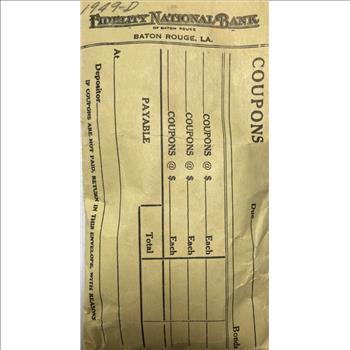 1949-D
FIDELITY NATIONAL BANK
OF BATON ROUGE
BATON ROUGE, LA.
COUPONS
Due
Bonds
COUPONS @ $ Each
COUPONS @ $ Each
COUPONS @ $ Each
PAYABLE Total
At
Depositor
IF COUPONS ARE NOT PAID, RETURN IN THIS ENVELOPE, WITH REASONS